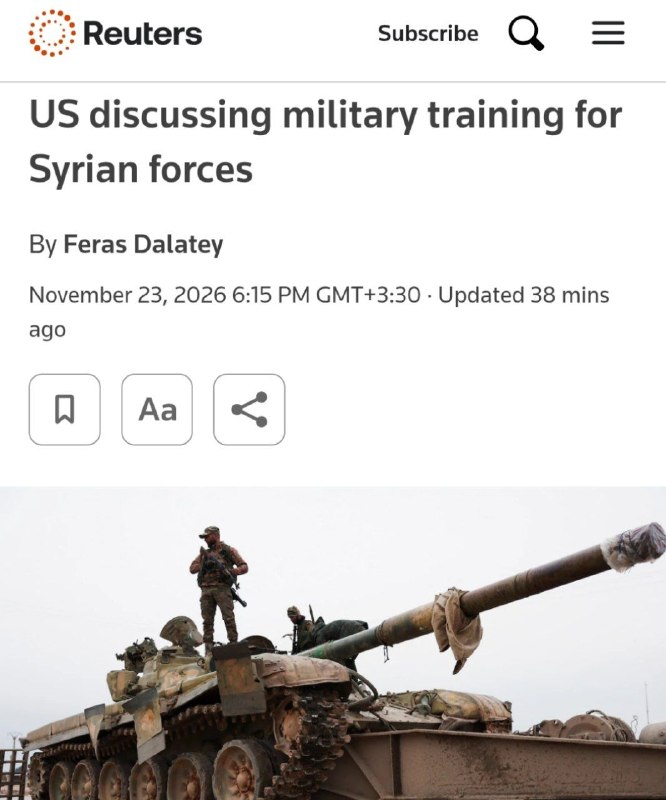 Reuters
Subscribe
US discussing military training for
Syrian forces
By Feras Dalatey
November 23, 2026 6:15 PM GMT+3:30 · Updated 38 mins
ago
Aa